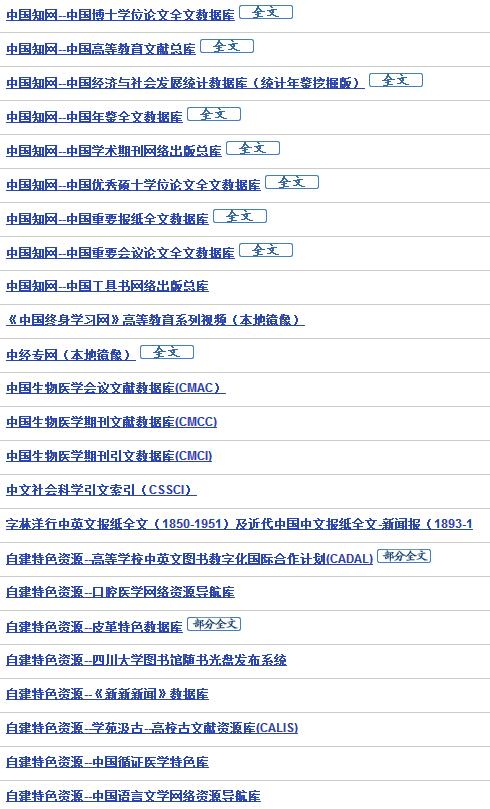 中国知网--中国博士学位论文全文数据库 全文
中国知网--中国高等教育文献总库 全文
中国知网--中国经济与社会发展统计数据库（统计年鉴挖掘版） 全文
中国知网--中国年鉴全文数据库 全文
中国知网--中国学术期刊网络出版总库 全文
中国知网--中国优秀硕士学位论文全文数据库 全文
中国知网--中国重要报纸全文数据库 全文
中国知网--中国重要会议论文全文数据库 全文
中国知网--中国工具书网络出版总库
《中国终身学习网》高等教育系列视频（本地镜像）
中经专网（本地镜像） 全文
中国生物医学会议文献数据库(CMAC）
中国生物医学期刊文献数据库(CMCC)
中国生物医学期刊引文数据库(CMCI)
中文社会科学引文索引（CSSCI）
字林洋行中英文报纸全文（1850-1951）及近代中国中文报纸全文-新闻报（1893-1
自建特色资源--高等学校中英文图书数字化国际合作计划(CADAL) 部分全文
自建特色资源--口腔医学网络资源导航库
自建特色资源--皮革特色数据库 部分全文
自建特色资源--四川大学图书馆随书光盘发布系统
自建特色资源--《新新新闻》数据库
自建特色资源--学苑汲古--高校古文献资源库(CALIS)
自建特色资源--中国循证医学特色库
自建特色资源--中国语言文学网络资源导航库